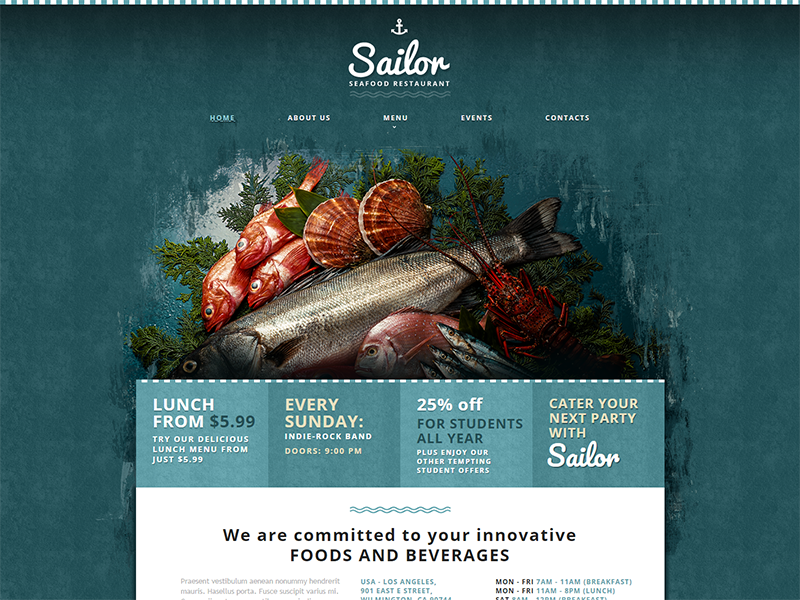 Sailor
SEAFOOD RESTAURANT
HOME ABOUT US MENU EVENTS CONTACTS
LUNCH
FROM $5.99
TRY OUR DELICIOUS
LUNCH MENU FROM
JUST $5.99
EVERY
SUNDAY:
INDIE-ROCK BAND
DOORS: 9:00 PM
25% off
FOR STUDENTS
ALL YEAR
PLUS ENJOY OUR
OTHER TEMPTING
STUDENT OFFERS
CATER YOUR
NEXT PARTY
WITH
Sailor
We are committed to your innovative
FOODS AND BEVERAGES
Praesent vestibulum aenean nonummy hendrerit
mauris. Hasellus porta. Fusce suscipit varius mi.
USA - LOS ANGELES,
901 EAST E STREET,
WILMINGTON, CA 90744
MON - FRI 7AM - 11AM (BREAKFAST)
MON - FRI 11AM - 8PM (LUNCH)
SAT 8AM - 12PM (BREAKFAST)